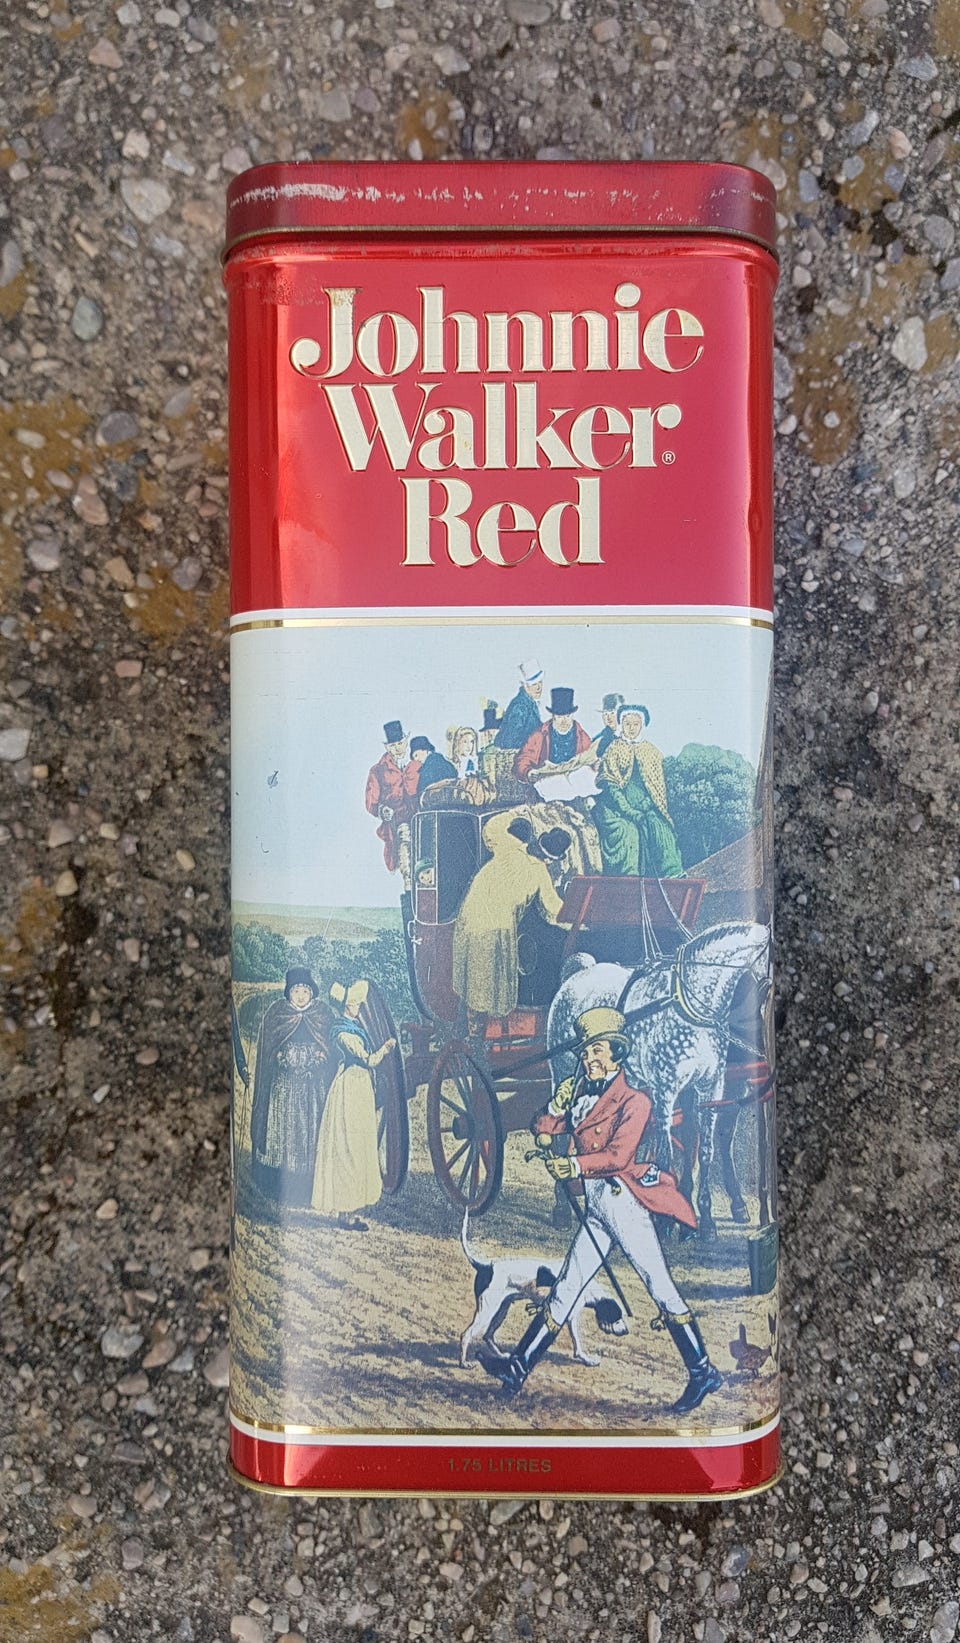 Johnnie
Walker®
Red
1.75 LITRES